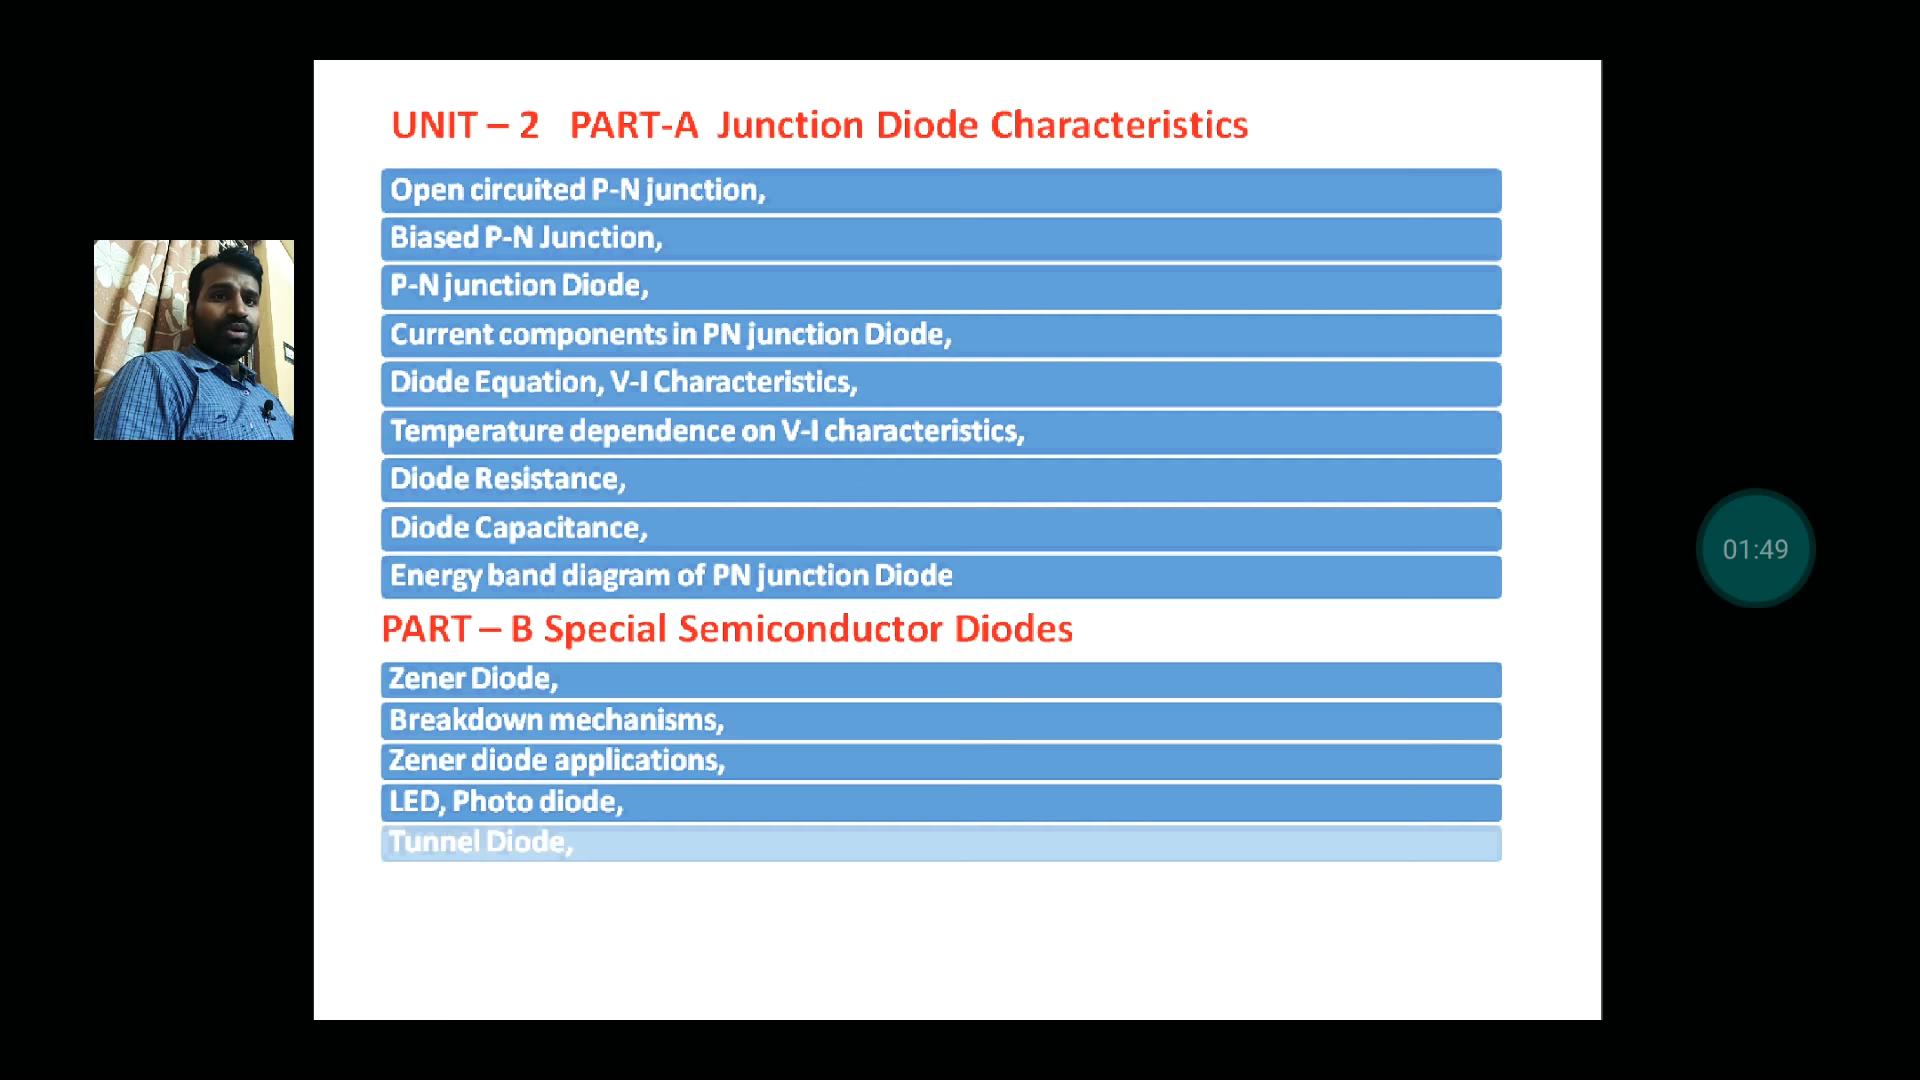 UNIT – 2 PART-A Junction Diode Characteristics
Open circuited P-N junction,
Biased P-N Junction,
P-N junction Diode,
Current components in PN junction Diode,
Diode Equation, V-I Characteristics,
Temperature dependence on V-I characteristics,
Diode Resistance,
Diode Capacitance,
Energy band diagram of PN junction Diode
PART – B Special Semiconductor Diodes
Zener Diode,
Breakdown mechanisms,
Zener diode applications,
LED, Photo diode,
Tunnel Diode,
01:49